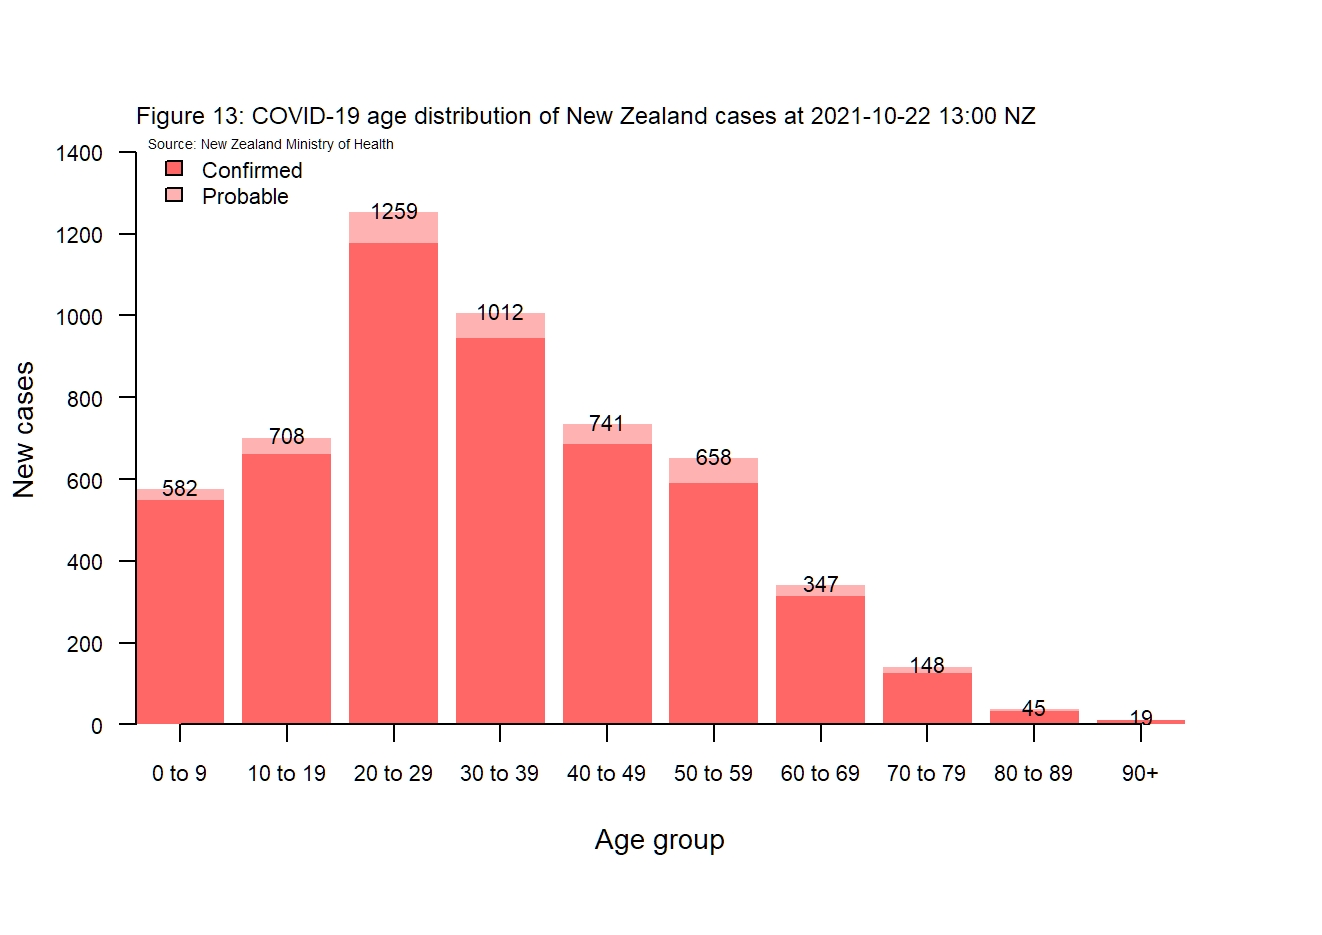 Figure 13: COVID-19 age distribution of New Zealand cases at 2021-10-22 13:00 NZ
Source: New Zealand Ministry of Health
Confirmed
Probable
1400
1200
1000
800
600
400
200
0
New cases
582
708
1259
1012
741
658
347
148
45
19
0 to 9
10 to 19
20 to 29
30 to 39
40 to 49
50 to 59
60 to 69
70 to 79
80 to 89
90+
Age group